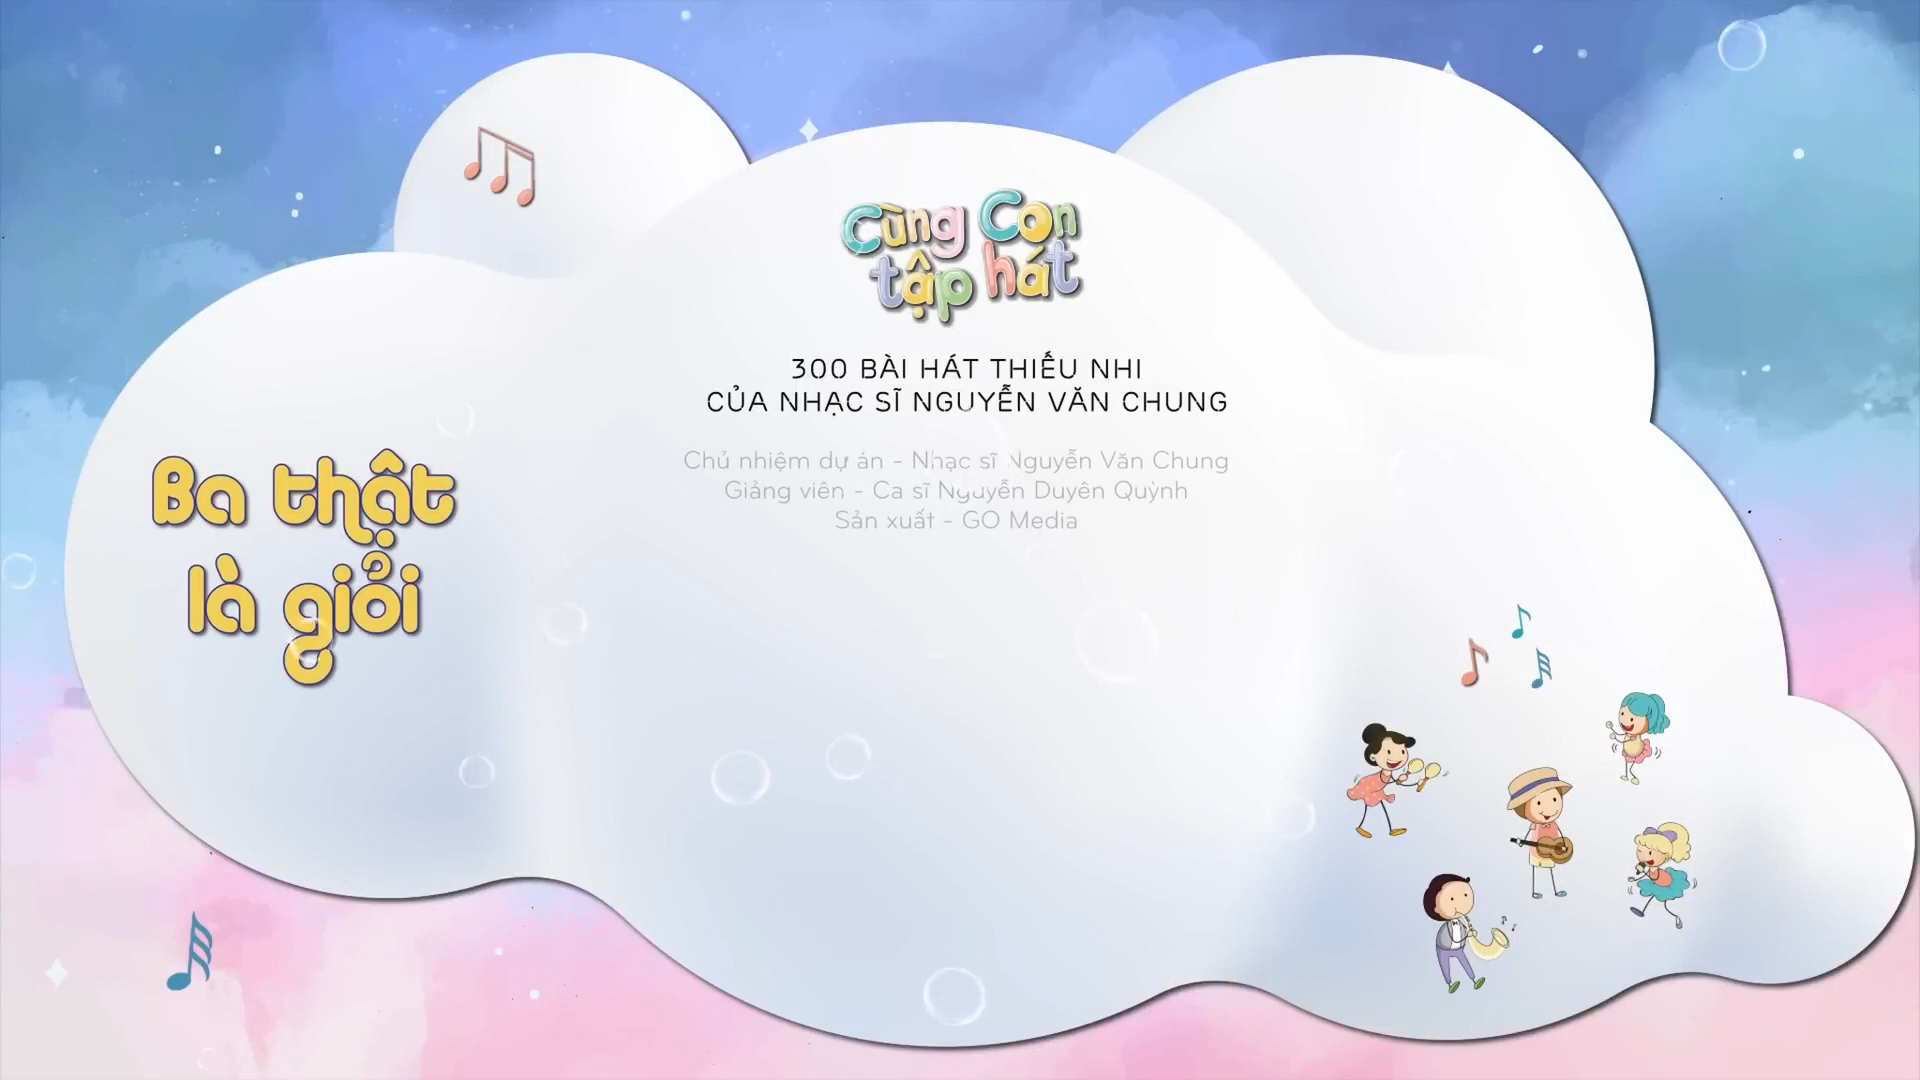 Cùng Con
tập hát
300 BÀI HÁT THIẾU NHI
CỦA NHẠC SĨ NGUYỄN VĂN CHUNG
Chủ nhiệm dự án - Nhạc sĩ Nguyễn Văn Chung
Giảng viên - Ca sĩ Nguyễn Duyên Quỳnh
Sản xuất - GO Media
Ba thật
là giỏi